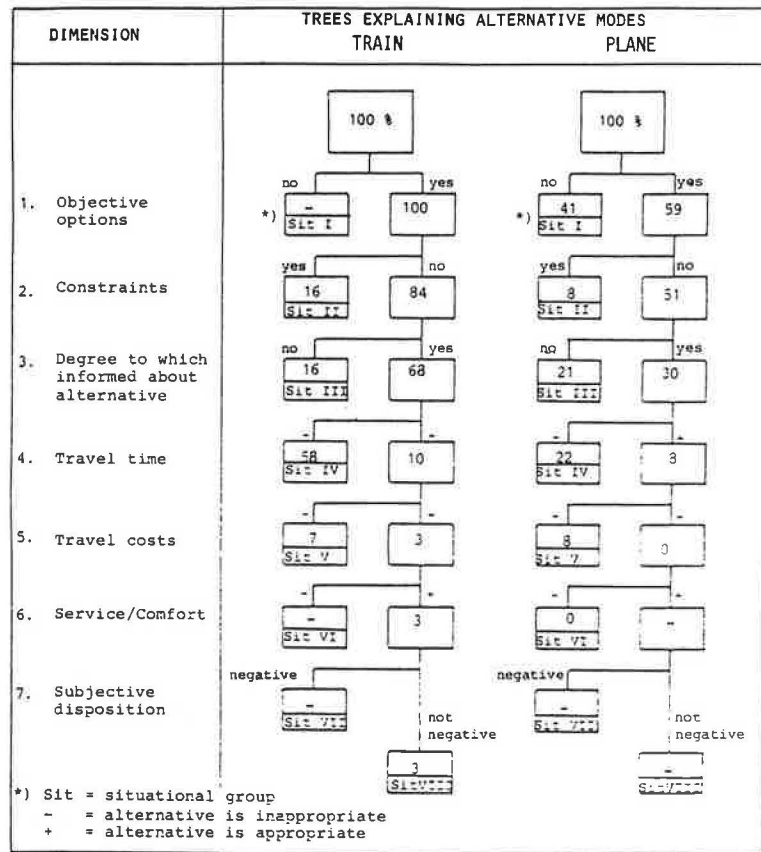 DIMENSION
TREES EXPLAINING ALTERNATIVE MODES
TRAIN PLANE
100 % 100 %
no yes no yes
1. Objective options
*) - Sit I 100 *) 41 Sit I 59
yes no yes no
2. Constraints
16 Sit II 84 8 Sit II 51
no yes no yes
3. Degree to which informed about alternative
16 Sit III 68 21 Sit III 30
- - - +
4. Travel time
58 Sit IV 10 22 Sit IV 8
- - - -
5. Travel costs
7 Sit V 3 8 Sit V 0
- + - +
6. Service/Comfort
- Sit VI 3 0 Sit VI -
negative negative
7. Subjective disposition
- Sit VII - Sit VII
not negative not negative
3 Sit VIII -
*) Sit = situational group
- = alternative is inappropriate
+ = alternative is appropriate